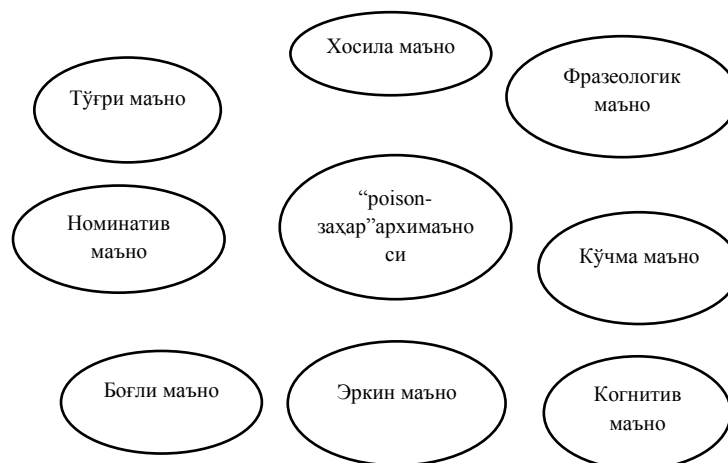 Хосила маъно
Тўғри маъно
Фразеологик
маъно
“poison-
заҳар”архимаъно
си
Номинатив
маъно
Кўчма маъно
Боғли маъно
Эркин маъно
Когнитив
маъно